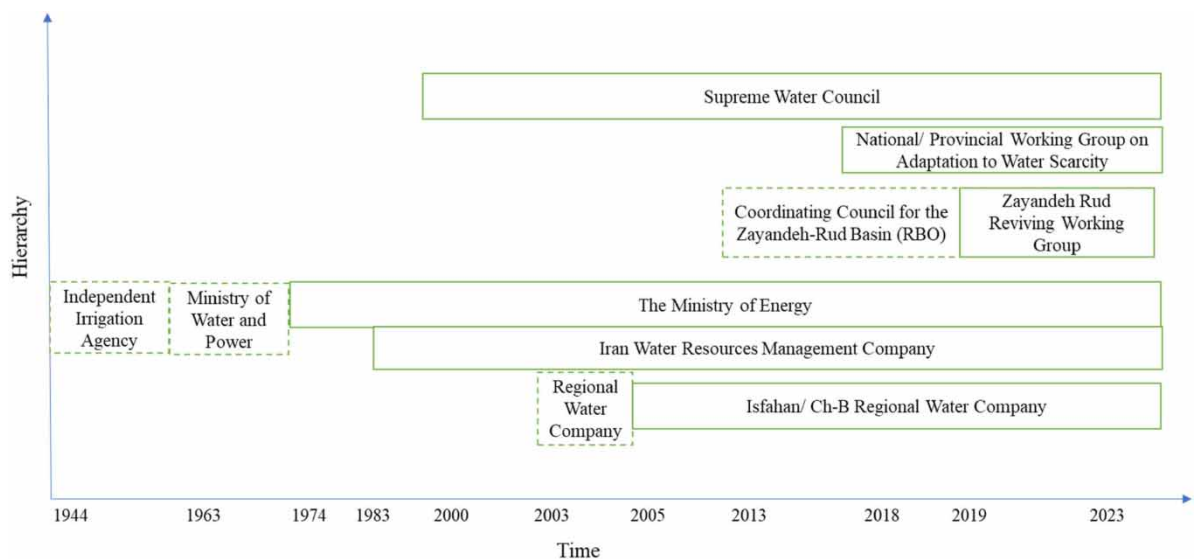 Supreme Water Council
National/ Provincial Working Group on
Adaptation to Water Scarcity
Coordinating Council for the
Zayandeh-Rud Basin (RBO)
Zayandeh Rud
Reviving Working
Group
Hierarchy
Independent
Irrigation
Agency
Ministry of
Water and
Power
The Ministry of Energy
Iran Water Resources Management Company
Regional
Water
Company
Isfahan/ Ch-B Regional Water Company
1944 1963 1974 1983 2000 2003 2005 2013 2018 2019 2023
Time